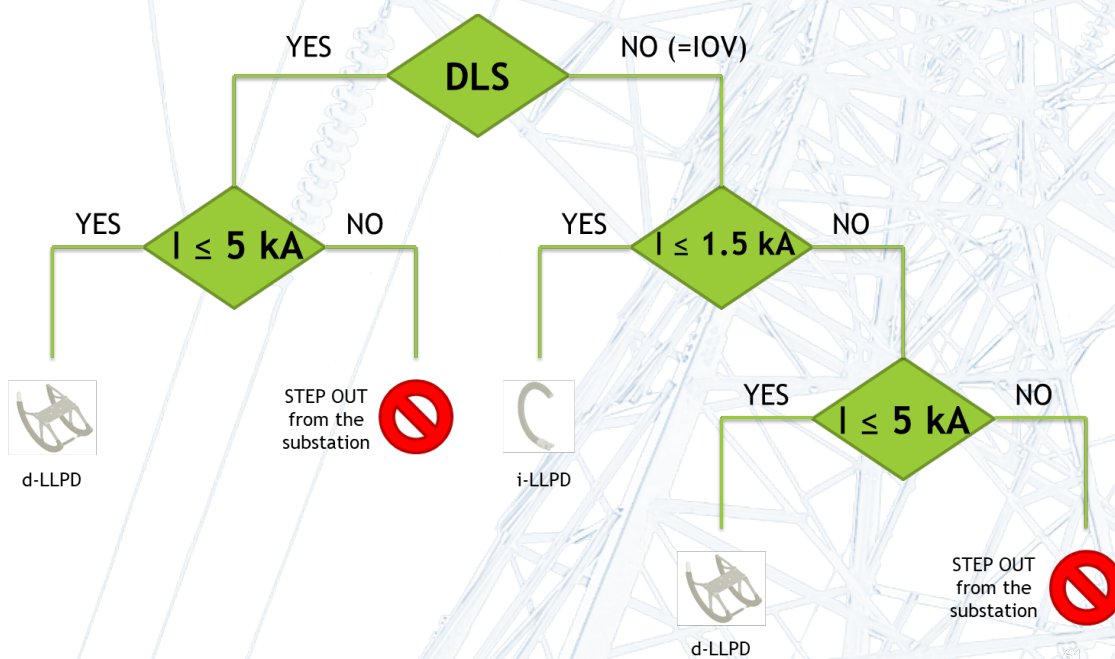 YES
NO (=IOV)
DLS
YES
NO
YES
NO
I ≤ 5 kA
I ≤ 1.5 kA
STEP OUT
from the
substation
YES
NO
I ≤ 5 kA
d-LLPD
i-LLPD
STEP OUT
from the
substation
d-LLPD